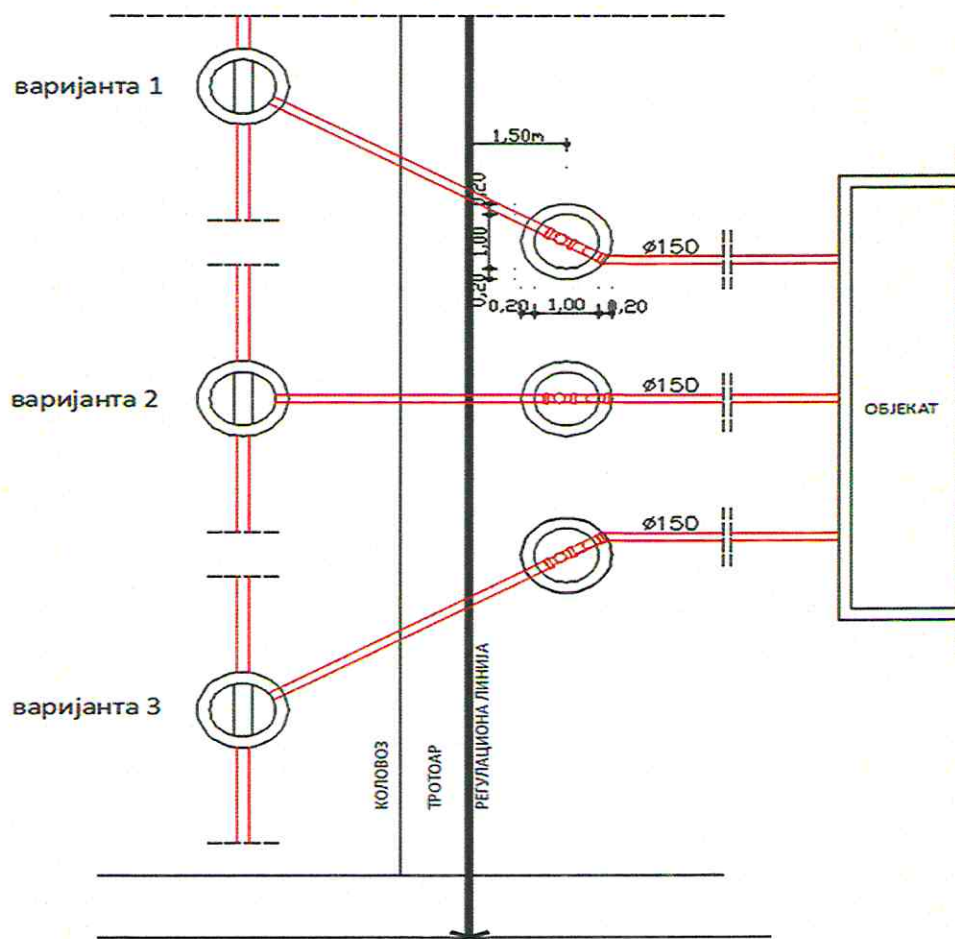 варијанта 1
1,50m
0,20
1,00
0,20
0,20
1,00
0,20
ø150
варијанта 2
ø150
ОБЈЕКАТ
ø150
варијанта 3
КОЛОВОЗ
ТРОТОАР
РЕГУЛАЦИОНА ЛИНИЈА